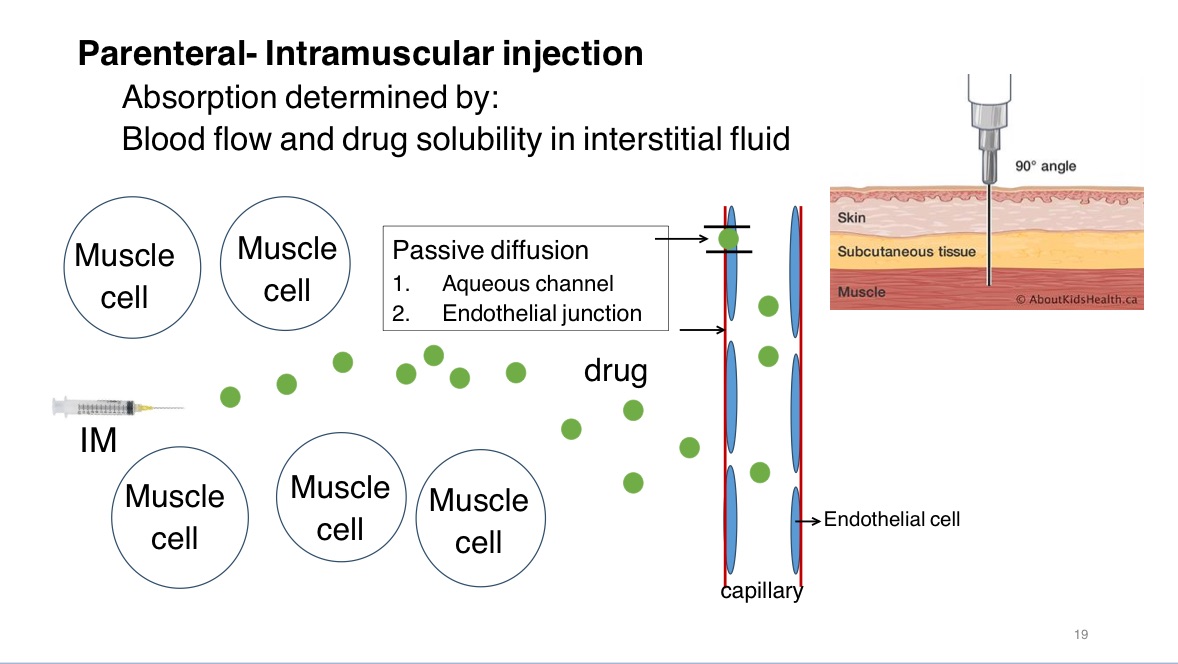 Parenteral- Intramuscular injection
Absorption determined by:
Blood flow and drug solubility in interstitial fluid
90° angle
Skin
Subcutaneous tissue
Muscle
© AboutKidsHealth.ca
Muscle
cell
Muscle
cell
Passive diffusion
1. Aqueous channel
2. Endothelial junction
drug
IM
Muscle
cell
Muscle
cell
Muscle
cell
Endothelial cell
capillary
19